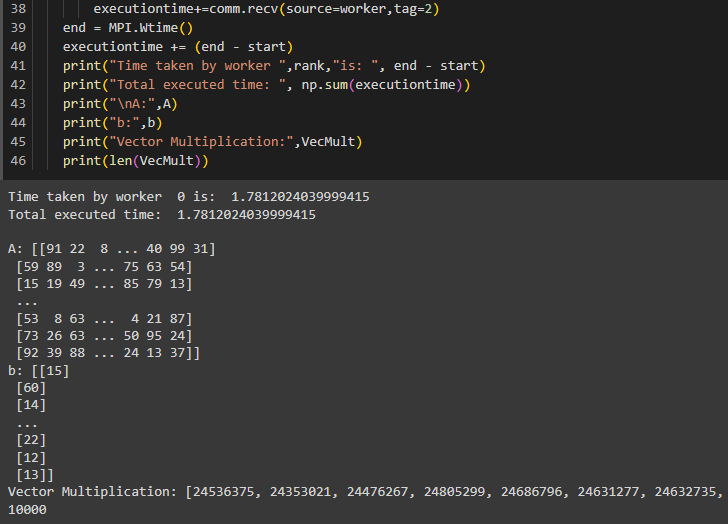 38 executiontime+=comm.recv(source=worker,tag=2)
39 end = MPI.Wtime()
40 executiontime += (end - start)
41 print("Time taken by worker ",rank,"is: ", end - start)
42 print("Total executed time: ", np.sum(executiontime))
43 print("\nA:",A)
44 print("b:",b)
45 print("Vector Multiplication:",VecMult)
46 print(len(VecMult))
Time taken by worker  0 is:  1.7812024039999415
Total executed time:  1.7812024039999415
A: [[91 22  8 ... 40 99 31]
[59 89  3 ... 75 63 54]
[15 19 49 ... 85 79 13]
...
[53  8 63 ...  4 21 87]
[73 26 63 ... 50 95 24]
[92 39 88 ... 24 13 37]]
b: [[15]
[60]
[14]
...
[22]
[12]
[13]]
Vector Multiplication: [24536375, 24353021, 24476267, 24805299, 24686796, 24631277, 24632735,
10000